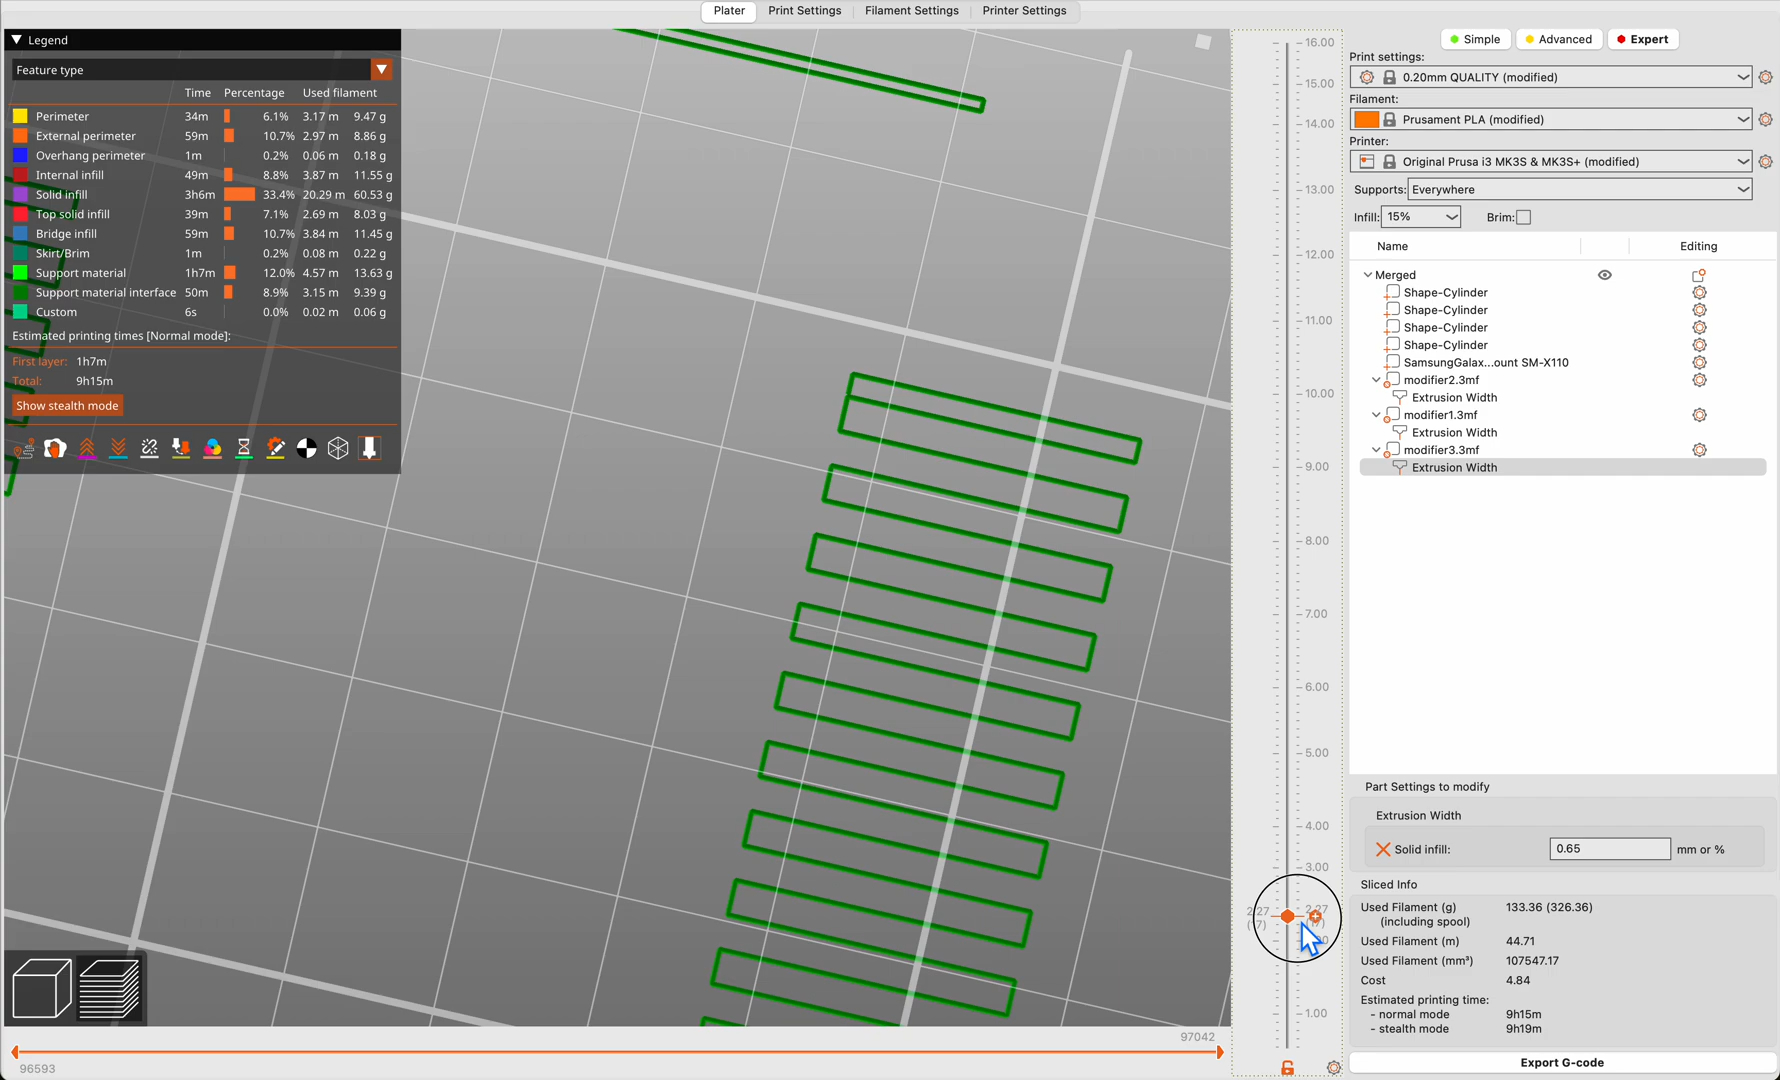 Plater Print Settings Filament Settings Printer Settings
Legend
Feature type
Time Percentage Used filament
Perimeter 34m 6.1% 3.17 m 9.47 g
External perimeter 59m 10.7% 2.97 m 8.86 g
Overhang perimeter 1m 0.2% 0.06 m 0.18 g
Internal infill 49m 8.8% 3.87 m 11.55 g
Solid infill 3h6m 33.4% 20.29 m 60.53 g
Top solid infill 39m 7.1% 2.69 m 8.03 g
Bridge infill 59m 10.7% 3.84 m 11.45 g
Skirt/Brim 1m 0.2% 0.08 m 0.22 g
Support material 1h7m 12.0% 4.57 m 13.63 g
Support material interface 50m 8.9% 3.15 m 9.39 g
Custom 6s 0.0% 0.02 m 0.06 g
Estimated printing times [Normal mode]:
First layer: 1h7m
Total: 9h15m
Show stealth mode
97042
96593
16.00
15.00
14.00
13.00
12.00
11.00
10.00
9.00
8.00
7.00
6.00
5.00
4.00
3.00
2.27 2.27
(17)
1.00
Simple Advanced Expert
Print settings:
0.20mm QUALITY (modified)
Filament:
Prusament PLA (modified)
Printer:
Original Prusa i3 MK3S & MK3S+ (modified)
Supports: Everywhere
Infill: 15% Brim:
Name Editing
Merged
Shape-Cylinder
Shape-Cylinder
Shape-Cylinder
Shape-Cylinder
SamsungGalax...ount SM-X110
modifier2.3mf
Extrusion Width
modifier1.3mf
Extrusion Width
modifier3.3mf
Extrusion Width
Part Settings to modify
Extrusion Width
Solid infill: 0.65 mm or %
Sliced Info
Used Filament (g) 133.36 (326.36)
(including spool)
Used Filament (m) 44.71
Used Filament (mm³) 107547.17
Cost 4.84
Estimated printing time:
- normal mode 9h15m
- stealth mode 9h19m
Export G-code